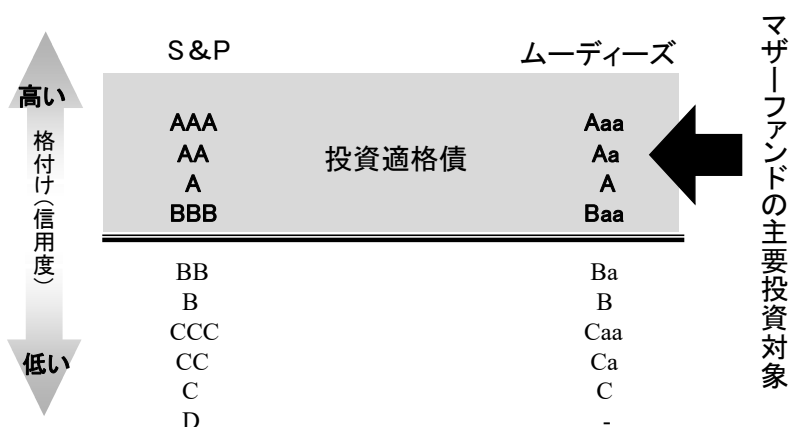 S&P ムーディーズ
高い
格付け（信用度）
低い
AAA Aaa
AA 投資適格債 Aa
A A
BBB Baa
BB Ba
B B
CCC Caa
CC Ca
C C
D -
マザーファンドの主要投資対象